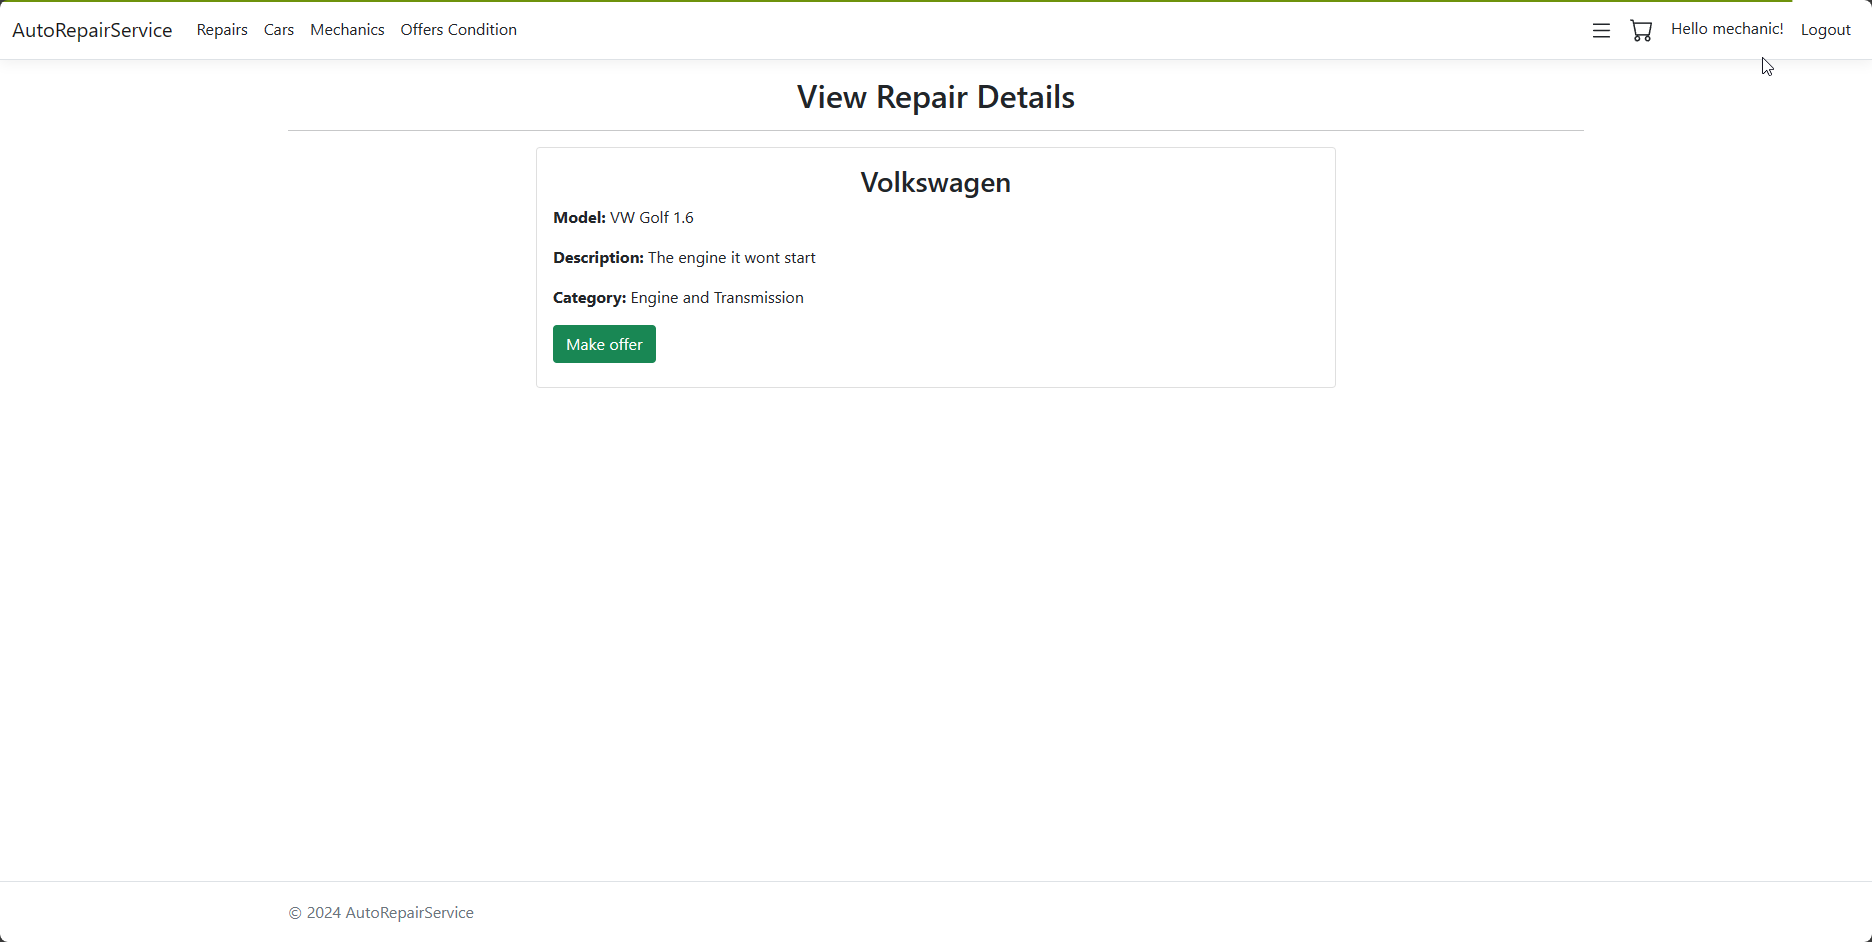 AutoRepairService Repairs Cars Mechanics Offers Condition Hello mechanic! Logout
View Repair Details
Volkswagen
Model: VW Golf 1.6
Description: The engine it wont start
Category: Engine and Transmission
Make offer
© 2024 AutoRepairService